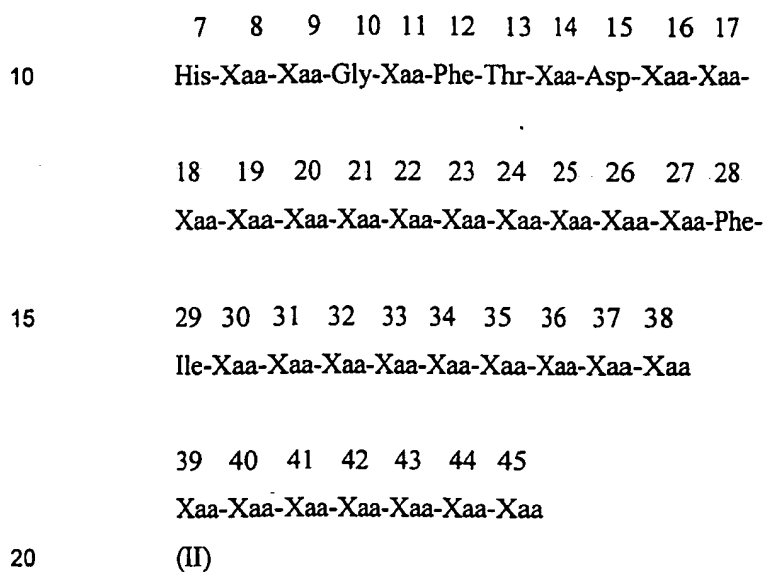 7 8 9 10 11 12 13 14 15 16 17
10 His-Xaa-Xaa-Gly-Xaa-Phe-Thr-Xaa-Asp-Xaa-Xaa-
18 19 20 21 22 23 24 25 26 27 28
Xaa-Xaa-Xaa-Xaa-Xaa-Xaa-Xaa-Xaa-Xaa-Xaa-Phe-
15 29 30 31 32 33 34 35 36 37 38
Ile-Xaa-Xaa-Xaa-Xaa-Xaa-Xaa-Xaa-Xaa-Xaa
39 40 41 42 43 44 45
Xaa-Xaa-Xaa-Xaa-Xaa-Xaa-Xaa
20 (II)